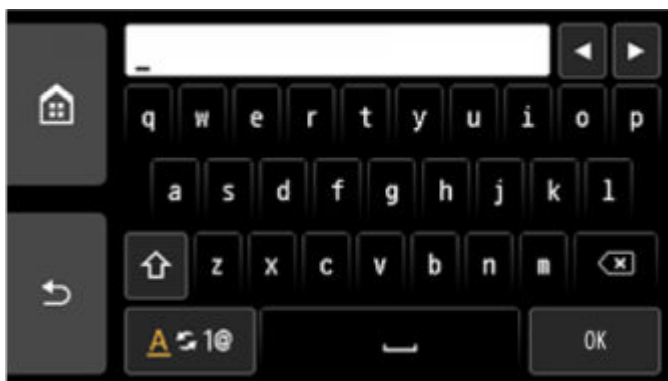 _
q w e r t y u i o p
a s d f g h j k l
z x c v b n m
A 1@ OK